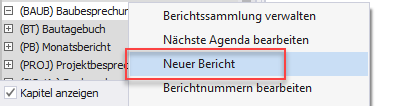 (BAUB) Baubesprechun
(BT) Bautagebuch
(PB) Monatsbericht
(PROJ) Projektbesprec
Kapitel anzeigen
Berichtssammlung verwalten
Nächste Agenda bearbeiten
Neuer Bericht
Berichtnummern bearbeiten